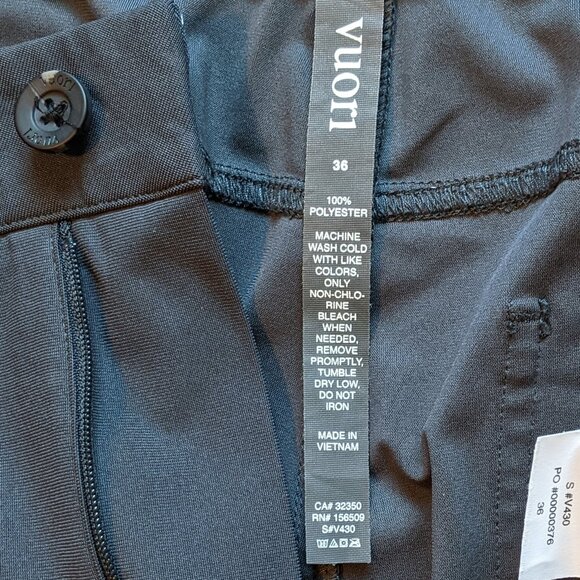 vuori
36
100%
POLYESTER
MACHINE
WASH COLD
WITH LIKE
COLORS,
ONLY
NON-CHLO-
RINE
BLEACH
WHEN
NEEDED,
REMOVE
PROMPTLY,
TUMBLE
DRY LOW,
DO NOT
IRON
MADE IN
VIETNAM
CA# 32350
RN# 156509
S#V430
S #V430
PO #000000376
36